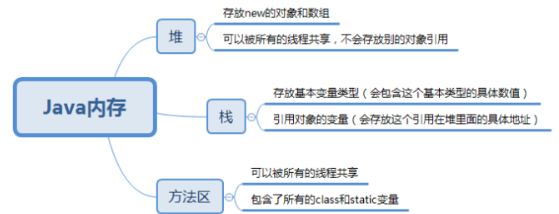 Java内存
堆
存放new的对象和数组
可以被所有的线程共享，不会存放别的对象引用
栈
存放基本变量类型（会包含这个基本类型的具体数值）
引用对象的变量（会存放这个引用在堆里面的具体地址）
方法区
可以被所有的线程共享
包含了所有的class和static变量